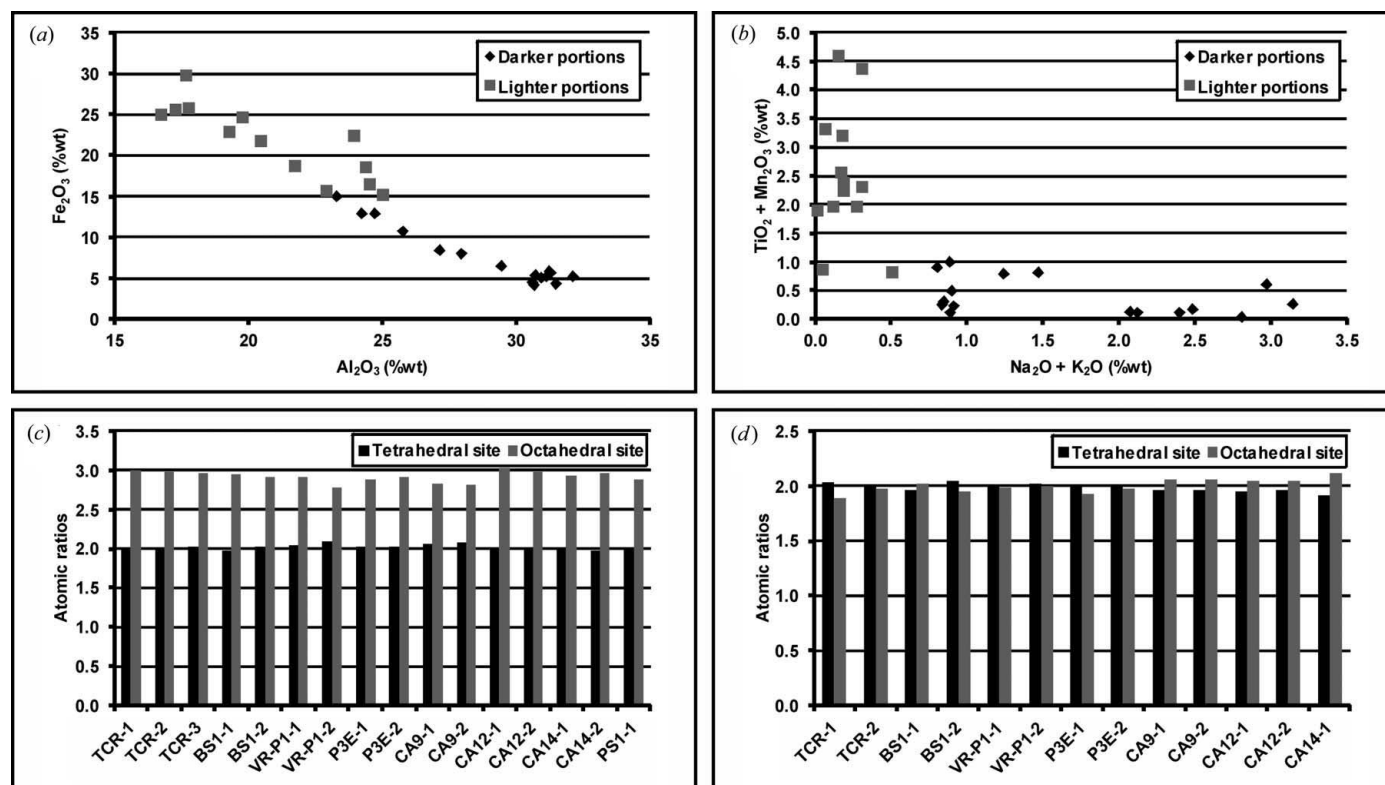 (a)
35
30
25
20
15
10
5
0
Fe2O3 (%wt)
Darker portions
Lighter portions
15 20 25 30 35
Al2O3 (%wt)
(b)
5.0
4.5
4.0
3.5
3.0
2.5
2.0
1.5
1.0
0.5
0.0
TiO2 + Mn2O3 (%wt)
Darker portions
Lighter portions
0.0 0.5 1.0 1.5 2.0 2.5 3.0 3.5
Na2O + K2O (%wt)
(c)
3.5
3.0
2.5
2.0
1.5
1.0
0.5
0.0
Atomic ratios
Tetrahedral site Octahedral site
TCR-1 TCR-2 TCR-3 BS1-1 BS1-2 VR-P1-1 VR-P1-2 P3E-1 P3E-2 CA9-1 CA9-2 CA12-1 CA12-2 CA14-1 CA14-2 PS1-1
(d)
2.5
2.0
1.5
1.0
0.5
0.0
Atomic ratios
Tetrahedral site Octahedral site
TCR-1 TCR-2 BS1-1 BS1-2 VR-P1-1 VR-P1-2 P3E-1 P3E-2 CA9-1 CA9-2 CA12-1 CA12-2 CA14-1